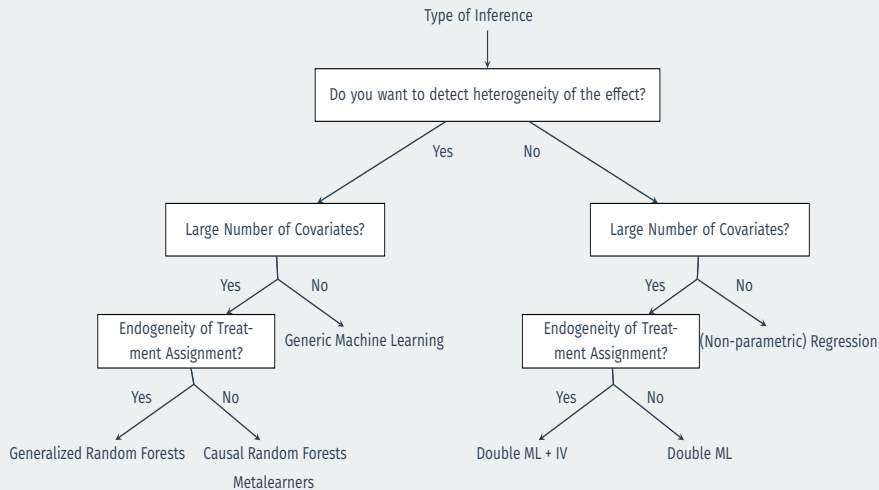 Type of Inference
Do you want to detect heterogeneity of the effect?
Yes
No
Large Number of Covariates?
Large Number of Covariates?
Yes
No
Yes
No
Endogeneity of Treat-
ment Assignment?
Generic Machine Learning
Endogeneity of Treat-
ment Assignment?
(Non-parametric) Regression
Yes
No
Yes
No
Generalized Random Forests
Causal Random Forests
Metalearners
Double ML + IV
Double ML